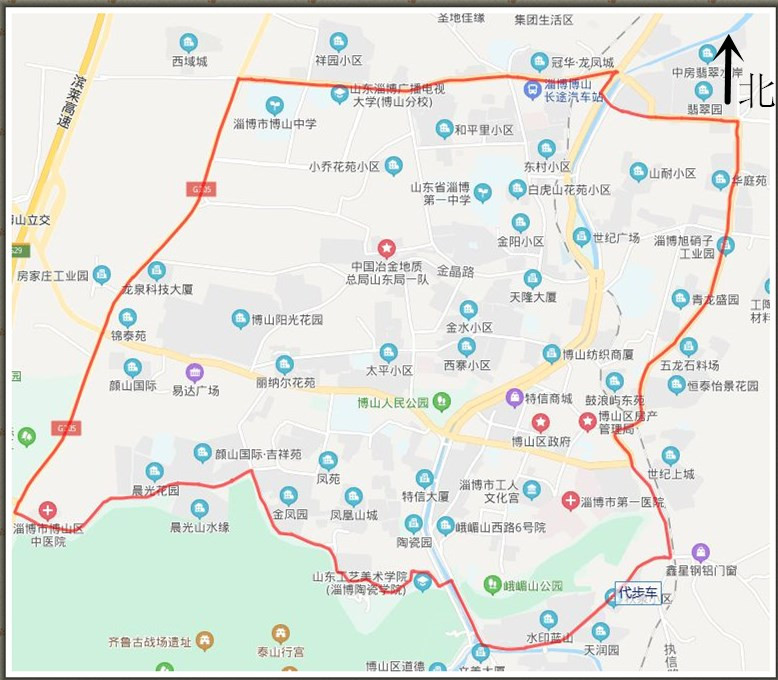 圣地佳缘
集团生活区
西域城
祥园小区
冠华·龙凤城
中房翡翠水岸
北
滨莱高速
山东淄博广播电视
大学(博山分校)
淄博博山
长途汽车站
翡翠园
淄博市博山中学
和平里小区
小乔花苑小区
东村小区
山耐小区
华庭苑
G205
山东省淄博
第一中学
白虎山花苑小区
博山立交
金阳小区
世纪广场
淄博旭硝子
工业园
29
房家庄工业园
龙泉科技大厦
中国冶金地质
总局山东局一队
金晶路
天隆大厦
青龙盛园
工陶
材料
锦泰苑
博山阳光花园
金水小区
太平小区
西寨小区
博山纺织商厦
五龙石料场
颜山国际
易达广场
丽纳尔花苑
恒泰怡景花园
园
博山人民公园
特信商城
鼓浪屿东苑
博山区房产
管理局
G205
博山区政府
颜山国际·吉祥苑
凤苑
世纪上城
晨光花园
特信大厦
淄博市工人
文化宫
金凤园
凤凰山城
淄博市第一医院
淄博市博山区
中医院
晨光山水缘
陶瓷园
峨嵋山西路6号院
鑫星钢铝门窗
山东工艺美术学院
(淄博陶瓷学院)
峨嵋山公园
代步车
区
水印蓝山
天润园
齐鲁古战场遗址
泰山行宫
执信
博山区道德